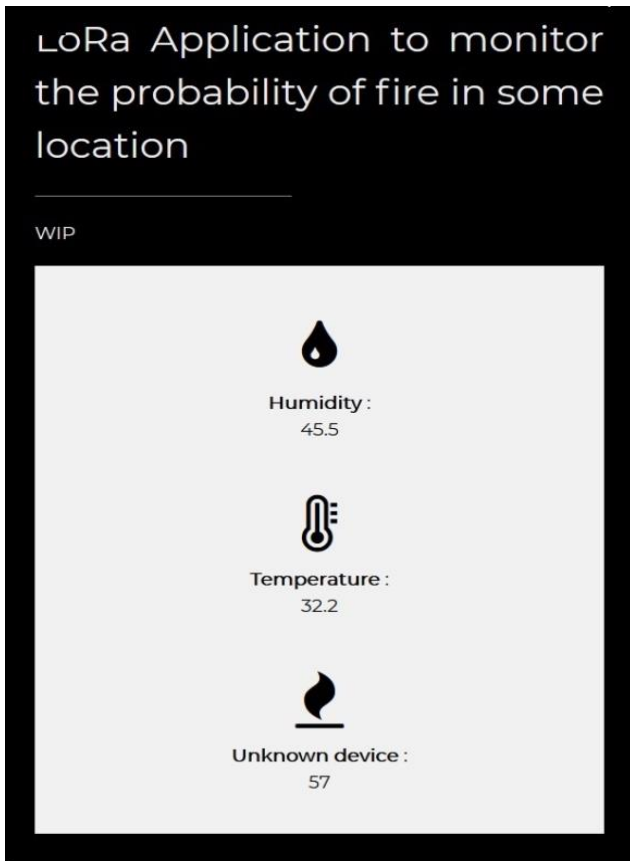 LoRa Application to monitor
the probability of fire in some
location
WIP
Humidity :
45.5
Temperature :
32.2
Unknown device :
57